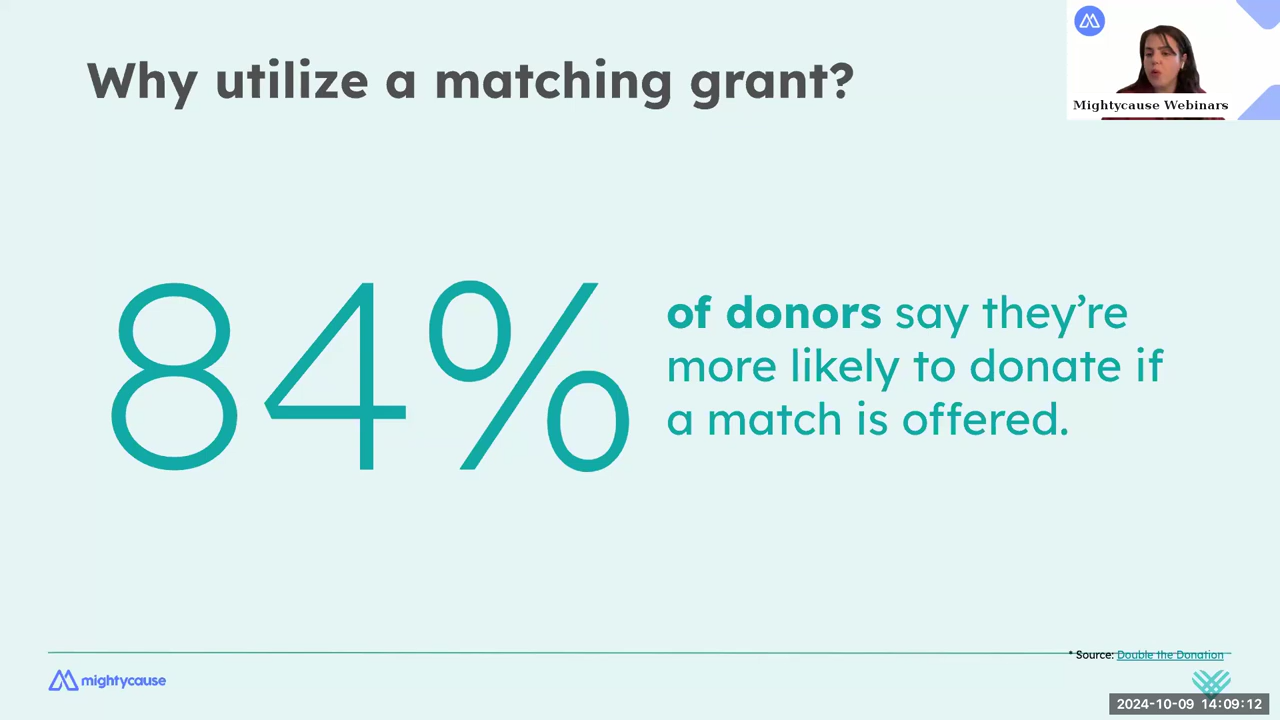 Why utilize a matching grant?
Mightycause Webinars
84%
of donors say they’re
more likely to donate if
a match is offered.
* Source: Double the Donation
mightycause
2024-10-09 14:09:12